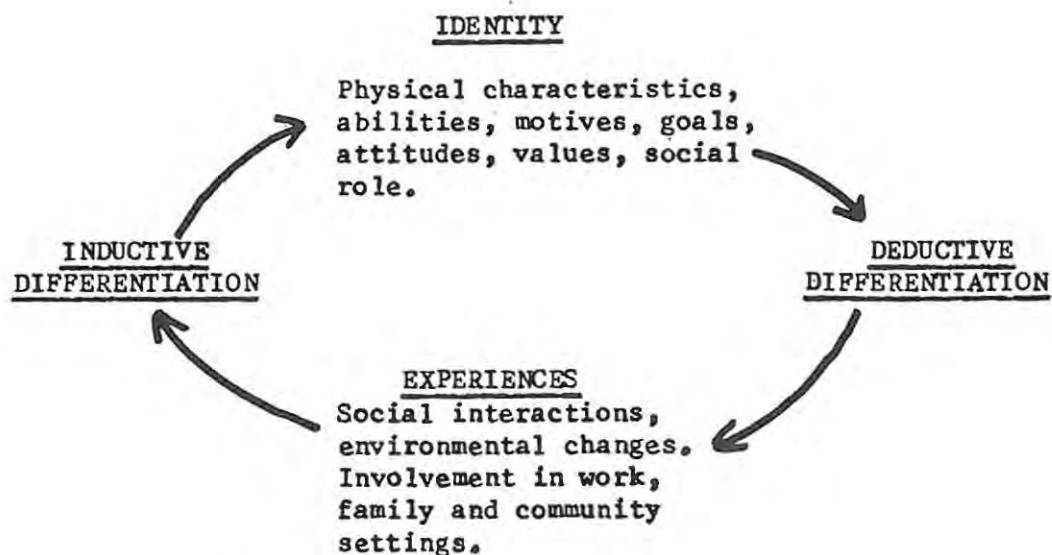 IDENTITY
Physical characteristics,
abilities, motives, goals,
attitudes, values, social
role.
INDUCTIVE
DIFFERENTIATION
DEDUCTIVE
DIFFERENTIATION
EXPERIENCES
Social interactions,
environmental changes.
Involvement in work,
family and community
settings.